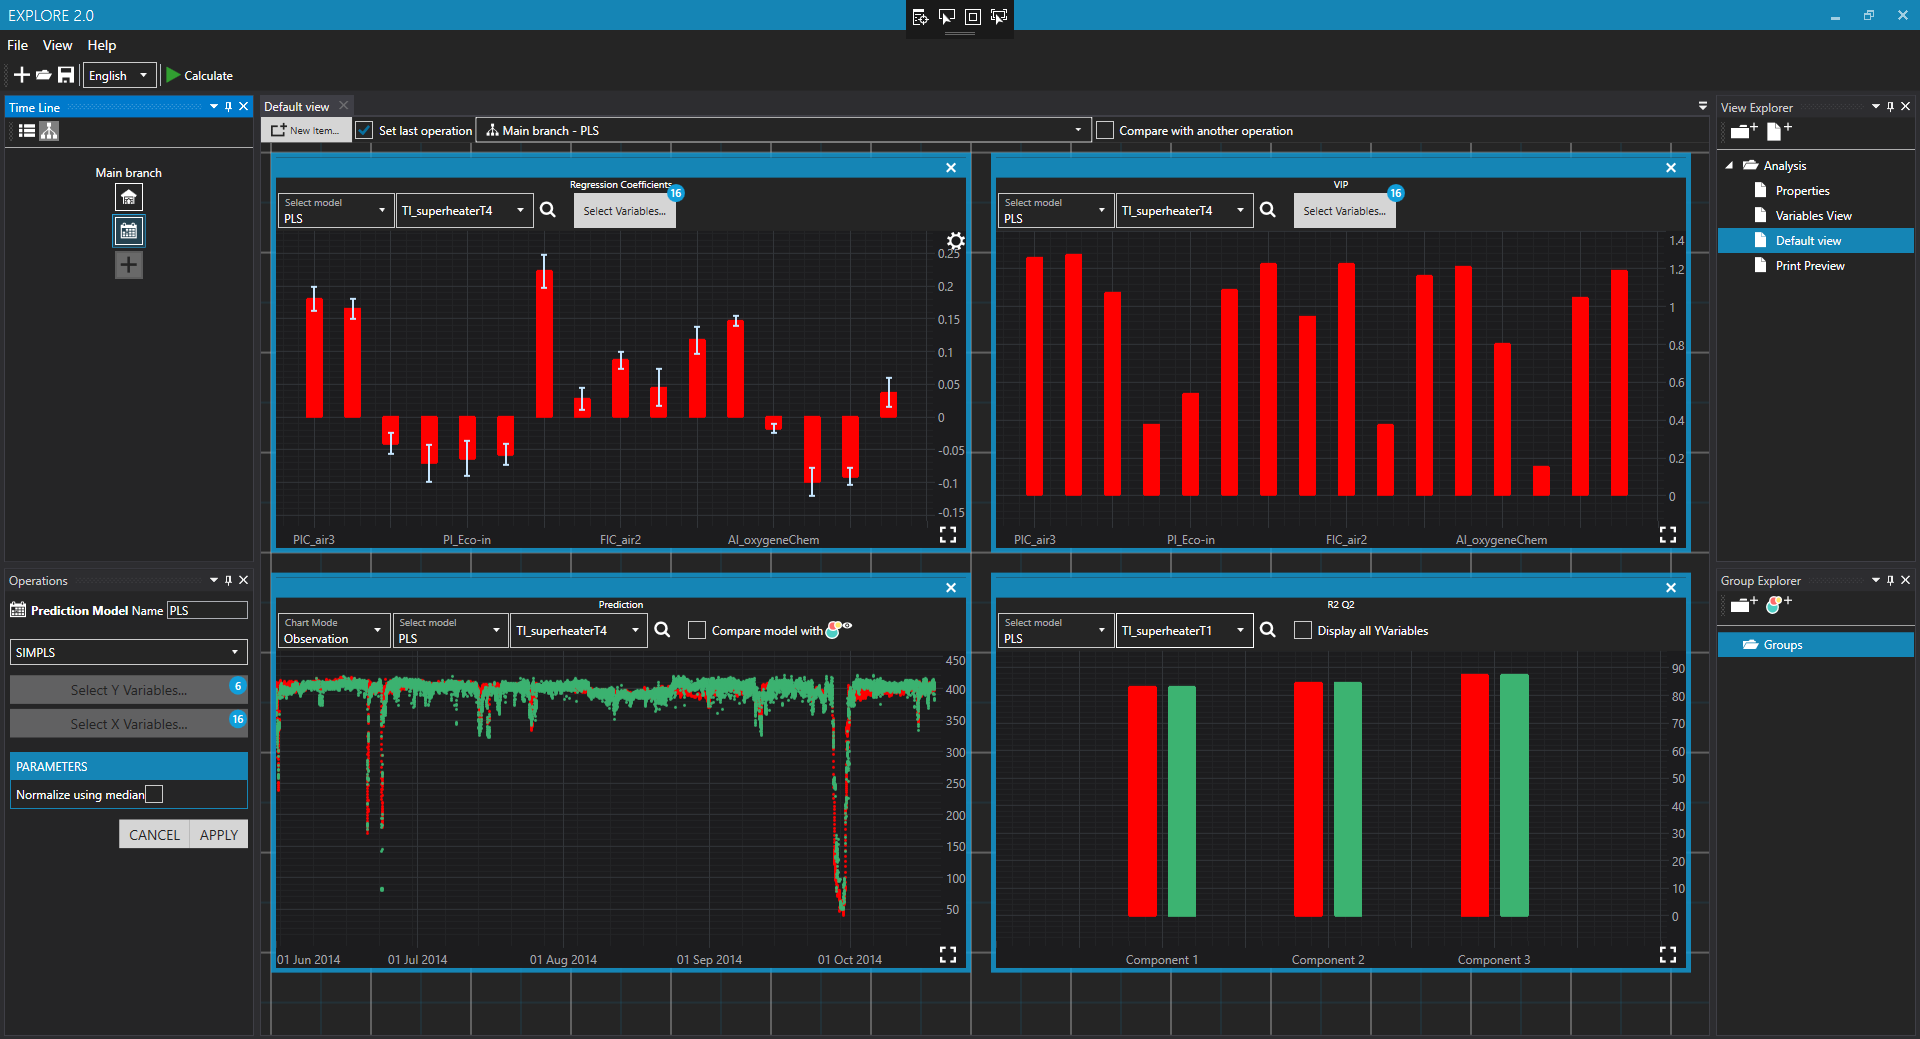 EXPLORE 2.0
File View Help
English Calculate
Time Line
Main branch
Operations
Prediction Model Name PLS
SIMPLS
Select Y Variables... 6
Select X Variables... 16
PARAMETERS
Normalize using median
CANCEL APPLY
Default view
New Item... Set last operation Main branch - PLS Compare with another operation
Regression Coefficients
Select model
PLS TI_superheaterT4 Select Variables... 16
0.25
0.2
0.15
0.1
0.05
0
-0.05
-0.1
-0.15
PIC_air3 PI_Eco-in FIC_air2 AI_oxygeneChem
VIP
Select model
PLS TI_superheaterT4 Select Variables... 16
1.4
1.2
1
0.8
0.6
0.4
0.2
0
PIC_air3 PI_Eco-in FIC_air2 AI_oxygeneChem
Prediction
Chart Mode
Observation
Select model
PLS TI_superheaterT4 Compare model with
450
400
350
300
250
200
150
100
50
01 Jun 2014 01 Jul 2014 01 Aug 2014 01 Sep 2014 01 Oct 2014
R2 Q2
Select model
PLS TI_superheaterT1 Display all YVariables
90
80
70
60
50
40
30
20
10
0
Component 1 Component 2 Component 3
View Explorer
Analysis
Properties
Variables View
Default view
Print Preview
Group Explorer
Groups